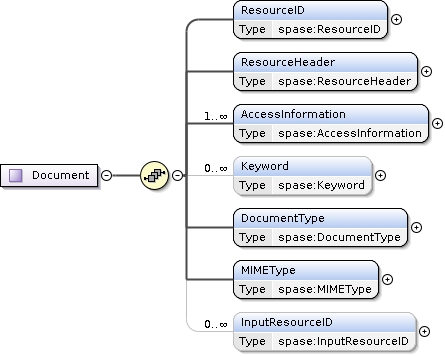 ResourceID
Type spase:ResourceID
ResourceHeader
Type spase:ResourceHeader
1..∞
AccessInformation
Type spase:AccessInformation
0..∞
Keyword
Type spase:Keyword
Document
DocumentType
Type spase:DocumentType
MIMEType
Type spase:MIMEType
0..∞
InputResourceID
Type spase:InputResourceID